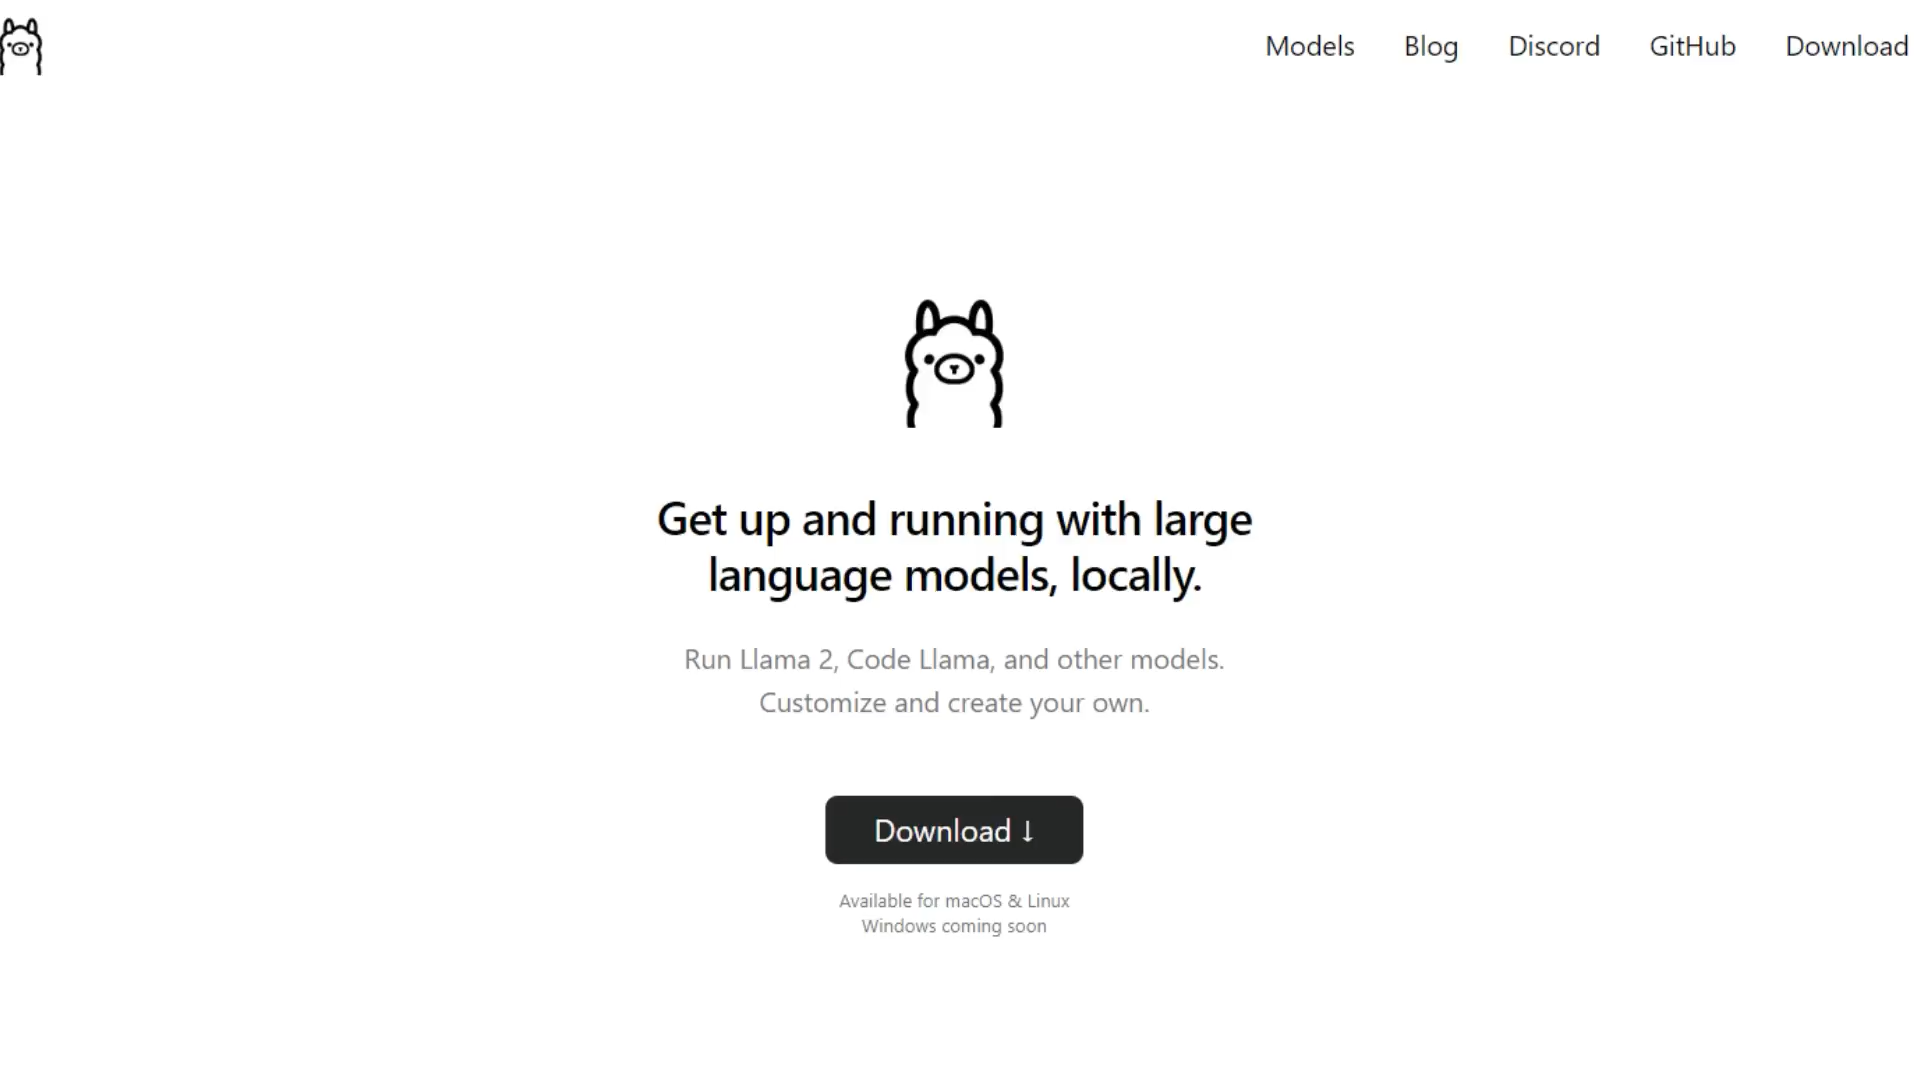 Models Blog Discord GitHub Download
Get up and running with large
language models, locally.
Run Llama 2, Code Llama, and other models.
Customize and create your own.
Download ↓
Available for macOS & Linux
Windows coming soon